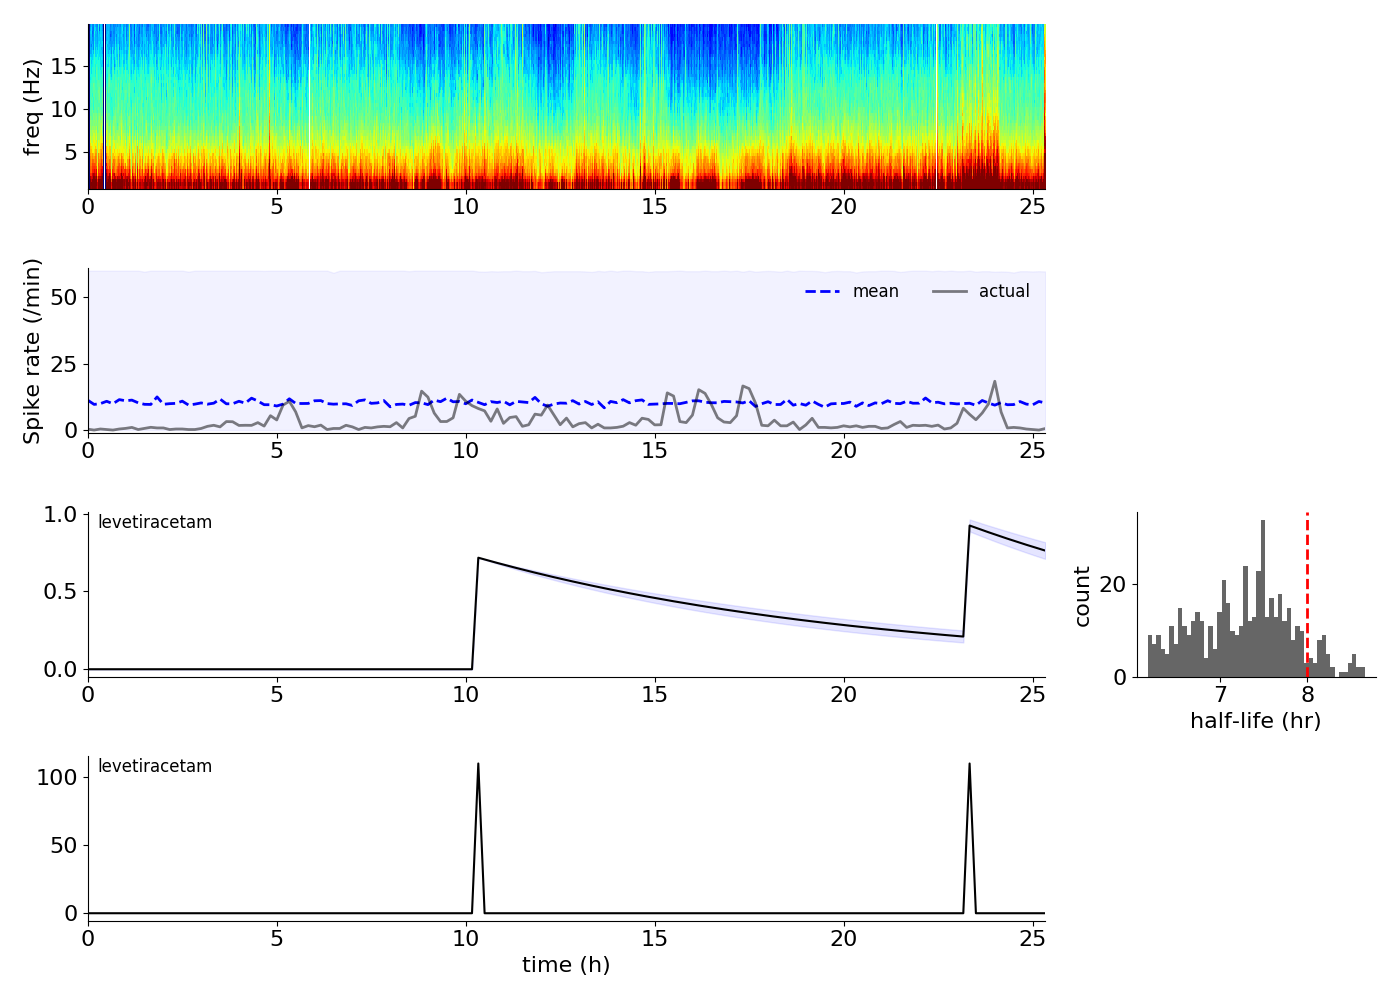 freq (Hz)
15
10
5
0 5 10 15 20 25
Spike rate (/min)
50
25
0
mean actual
0 5 10 15 20 25
1.0
0.5
0.0
levetiracetam
0 5 10 15 20 25
count
20
0
7 8
half-life (hr)
100
50
0
levetiracetam
0 5 10 15 20 25
time (h)